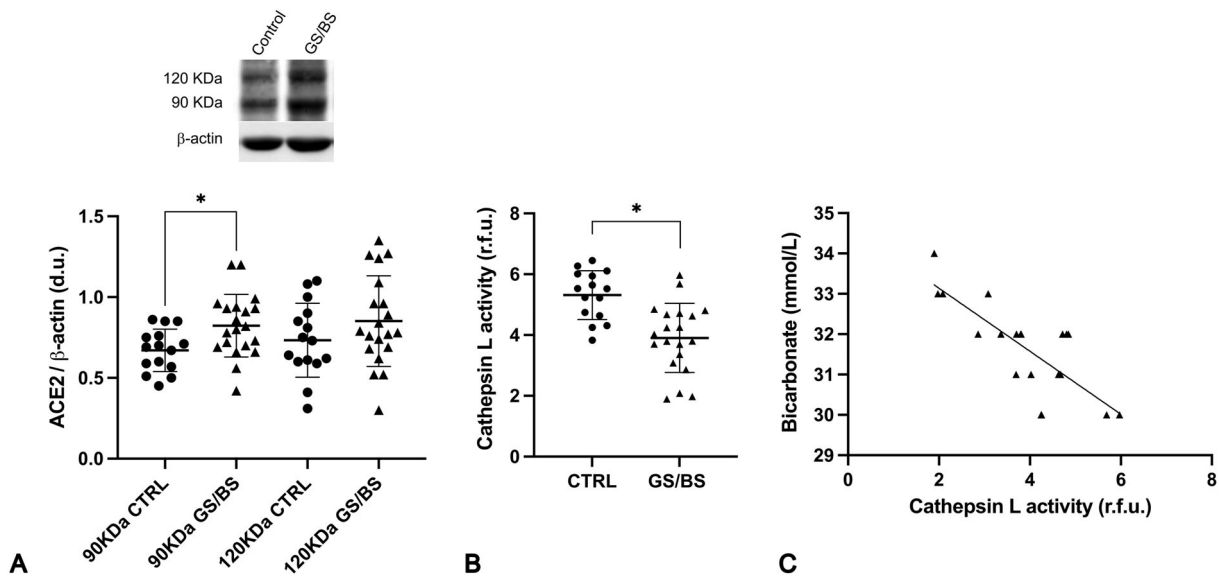 Control
GS/BS
120 KDa
90 KDa
β-actin
*
ACE2 / β-actin (d.u.)
1.5
1.0
0.5
0.0
90KDa CTRL
90KDa GS/BS
120KDa CTRL
120KDa GS/BS
A
*
Cathepsin L activity (r.f.u.)
8
6
4
2
0
CTRL
GS/BS
B
Bicarbonate (mmol/L)
35
34
33
32
31
30
29
0 2 4 6 8
Cathepsin L activity (r.f.u.)
C